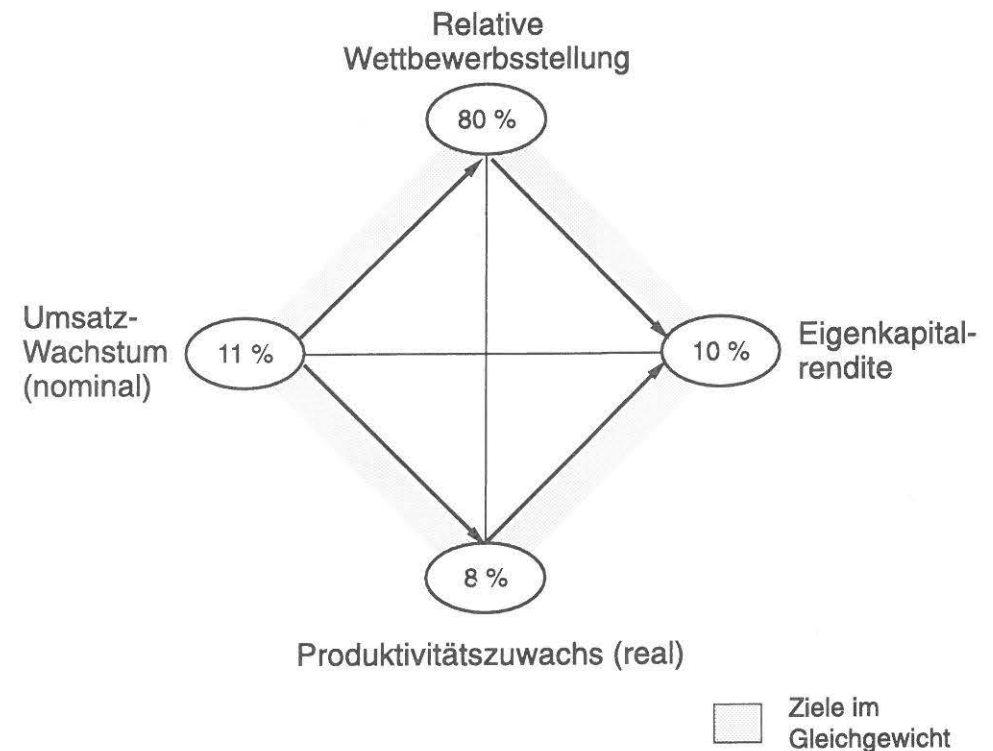 Relative
Wettbewerbsstellung
80 %
Umsatz-
Wachstum
(nominal)
11 %
10 %
Eigenkapital-
rendite
8 %
Produktivitätszuwachs (real)
Ziele im
Gleichgewicht